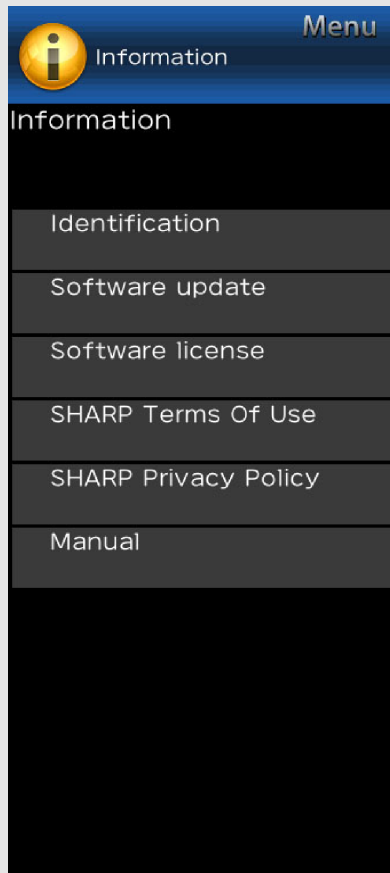 Menu
Information
Information
Identification
Software update
Software license
SHARP Terms Of Use
SHARP Privacy Policy
Manual